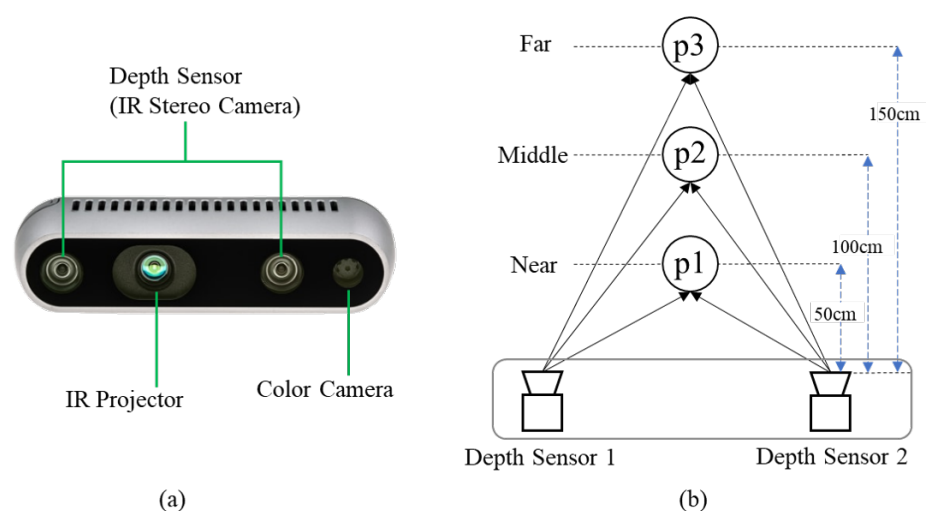 Depth Sensor
(IR Stereo Camera)
IR Projector
Color Camera
(a)
Far
p3
150cm
Middle
p2
100cm
Near
p1
50cm
Depth Sensor 1
Depth Sensor 2
(b)